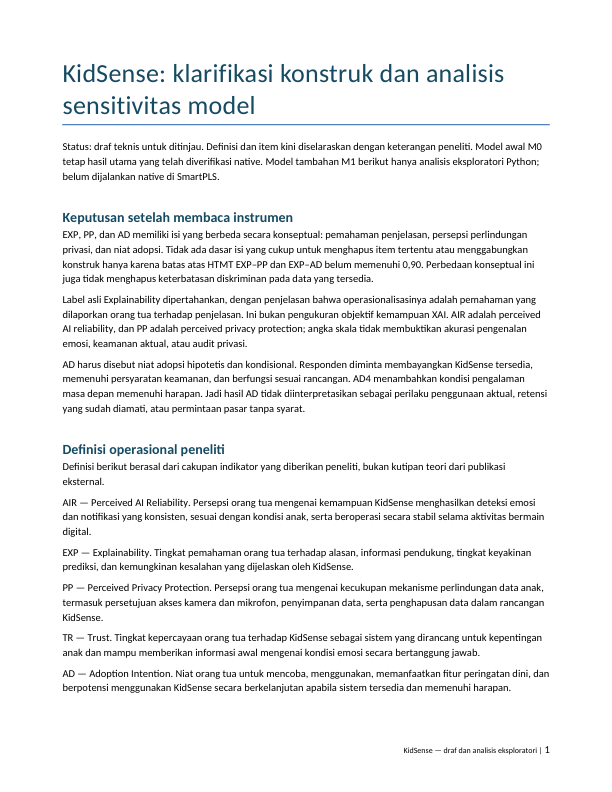 KidSense: klarifikasi konstruk dan analisis
sensitivitas model
Status: draf teknis untuk ditinjau. Definisi dan item kini diselaraskan dengan keterangan peneliti. Model awal M0
tetap hasil utama yang telah diverifikasi native. Model tambahan M1 berikut hanya analisis eksploratori Python;
belum dijalankan native di SmartPLS.
Keputusan setelah membaca instrumen
EXP, PP, dan AD memiliki isi yang berbeda secara konseptual: pemahaman penjelasan, persepsi perlindungan
privasi, dan niat adopsi. Tidak ada dasar isi yang cukup untuk menghapus item tertentu atau menggabungkan
konstruk hanya karena batas atas HTMT EXP–PP dan EXP–AD belum memenuhi 0,90. Perbedaan konseptual ini
juga tidak menghapus keterbatasan diskriminan pada data yang tersedia.
Label asli Explainability dipertahankan, dengan penjelasan bahwa operasionalisasinya adalah pemahaman yang
dilaporkan orang tua terhadap penjelasan. Ini bukan pengukuran objektif kemampuan XAI. AIR adalah perceived
AI reliability, dan PP adalah perceived privacy protection; angka skala tidak membuktikan akurasi pengenalan
emosi, keamanan aktual, atau audit privasi.
AD harus disebut niat adopsi hipotetis dan kondisional. Responden diminta membayangkan KidSense tersedia,
memenuhi persyaratan keamanan, dan berfungsi sesuai rancangan. AD4 menambahkan kondisi pengalaman
masa depan memenuhi harapan. Jadi hasil AD tidak diinterpretasikan sebagai perilaku penggunaan aktual, retensi
yang sudah diamati, atau permintaan pasar tanpa syarat.
Definisi operasional peneliti
Definisi berikut berasal dari cakupan indikator yang diberikan peneliti, bukan kutipan teori dari publikasi
eksternal.
AIR — Perceived AI Reliability. Persepsi orang tua mengenai kemampuan KidSense menghasilkan deteksi emosi
dan notifikasi yang konsisten, sesuai dengan kondisi anak, serta beroperasi secara stabil selama aktivitas bermain
digital.
EXP — Explainability. Tingkat pemahaman orang tua terhadap alasan, informasi pendukung, tingkat keyakinan
prediksi, dan kemungkinan kesalahan yang dijelaskan oleh KidSense.
PP — Perceived Privacy Protection. Persepsi orang tua mengenai kecukupan mekanisme perlindungan data anak,
termasuk persetujuan akses kamera dan mikrofon, penyimpanan data, serta penghapusan data dalam rancangan
KidSense.
TR — Trust. Tingkat kepercayaan orang tua terhadap KidSense sebagai sistem yang dirancang untuk kepentingan
anak dan mampu memberikan informasi awal mengenai kondisi emosi secara bertanggung jawab.
AD — Adoption Intention. Niat orang tua untuk mencoba, menggunakan, memanfaatkan fitur peringatan dini, dan
berpotensi menggunakan KidSense secara berkelanjutan apabila sistem tersedia dan memenuhi harapan.
KidSense — draf dan analisis eksploratori | 1